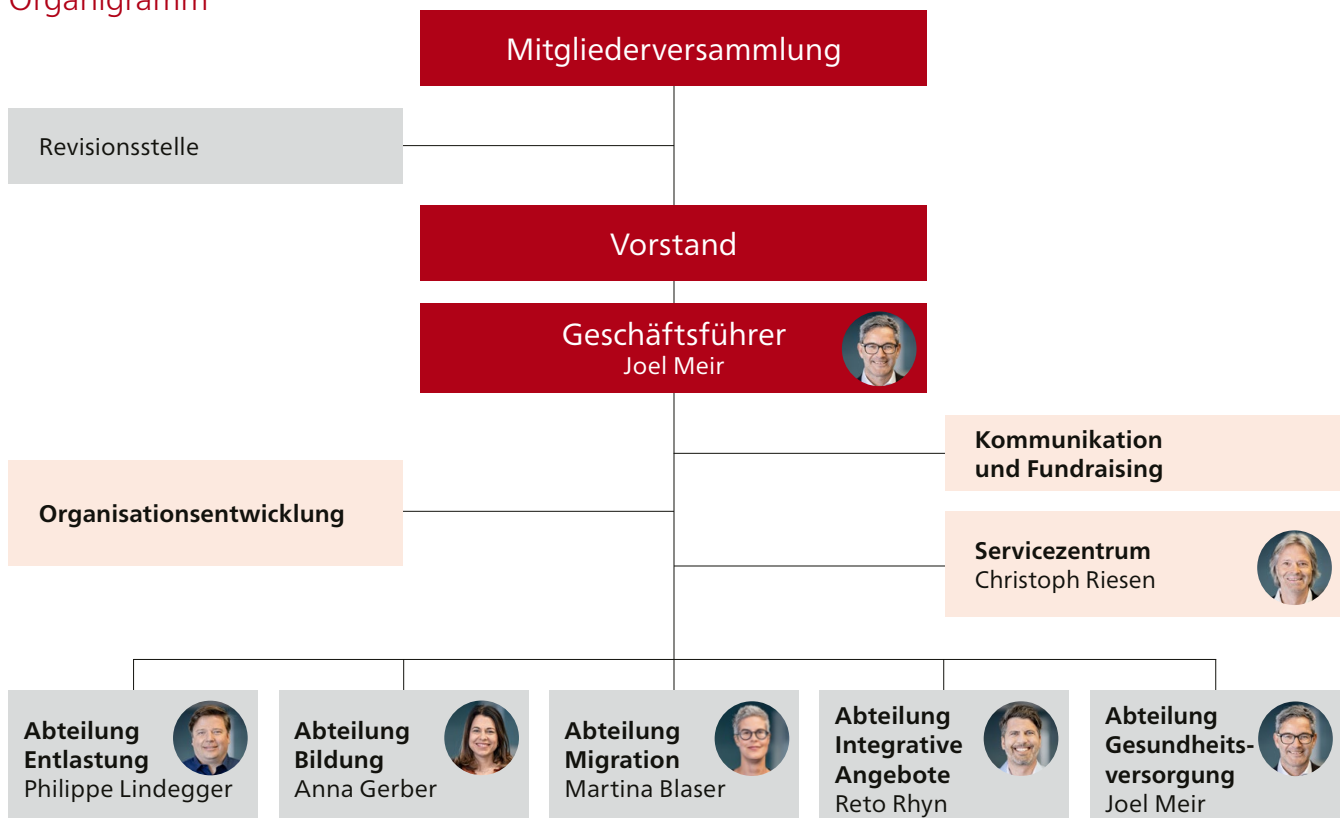 Organigramm
Mitgliederversammlung
Revisionsstelle
Vorstand
Geschäftsführer
Joel Meir
Kommunikation
und Fundraising
Organisationsentwicklung
Servicezentrum
Christoph Riesen
Abteilung
Entlastung
Philippe Lindegger
Abteilung
Bildung
Anna Gerber
Abteilung
Migration
Martina Blaser
Abteilung
Integrative
Angebote
Reto Rhyn
Abteilung
Gesundheits-
versorgung
Joel Meir